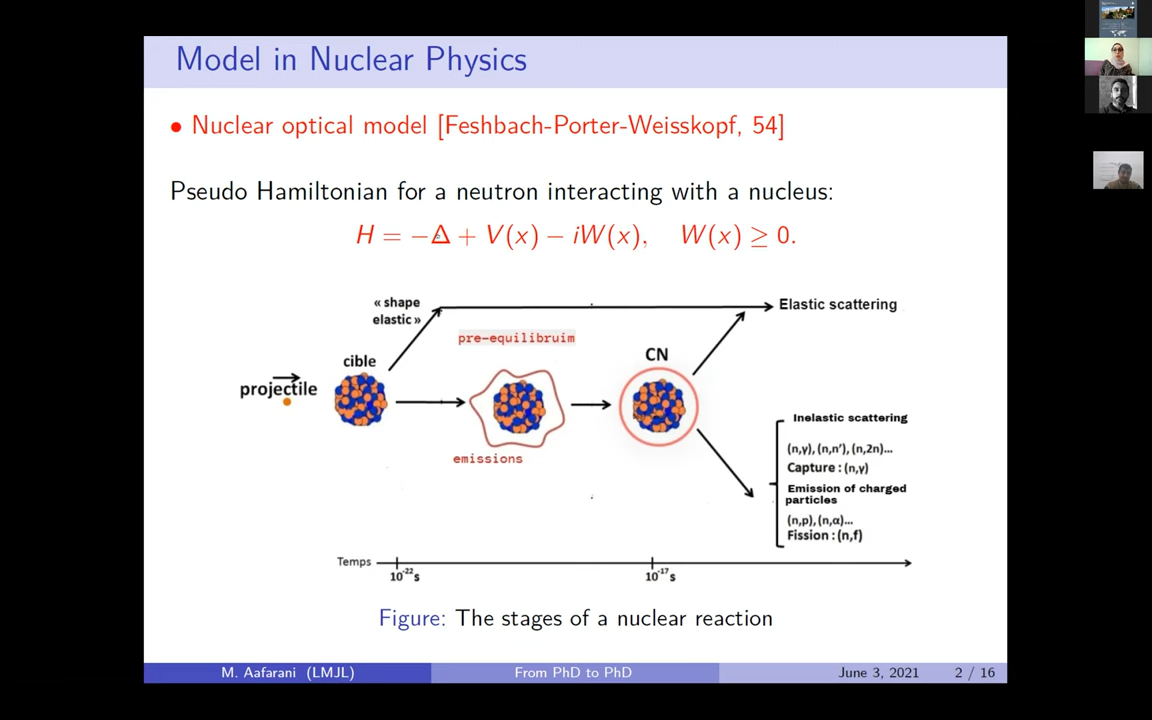 Model in Nuclear Physics
• Nuclear optical model [Feshbach-Porter-Weisskopf, 54]
Pseudo Hamiltonian for a neutron interacting with a nucleus:
H = −Δ + V(x) − iW(x), W(x) ≥ 0.
« shape
elastic »
Elastic scattering
pre-equilibruim
cible
CN
projectile
Inelastic scattering
(n,γ), (n,n'), (n,2n)...
Capture : (n,γ)
emissions
Emission of charged
particles
(n,p), (n,α)...
Fission : (n,f)
Temps
10⁻²² s
10⁻¹⁷ s
Figure: The stages of a nuclear reaction
M. Aafarani (LMJL) From PhD to PhD June 3, 2021 2 / 16